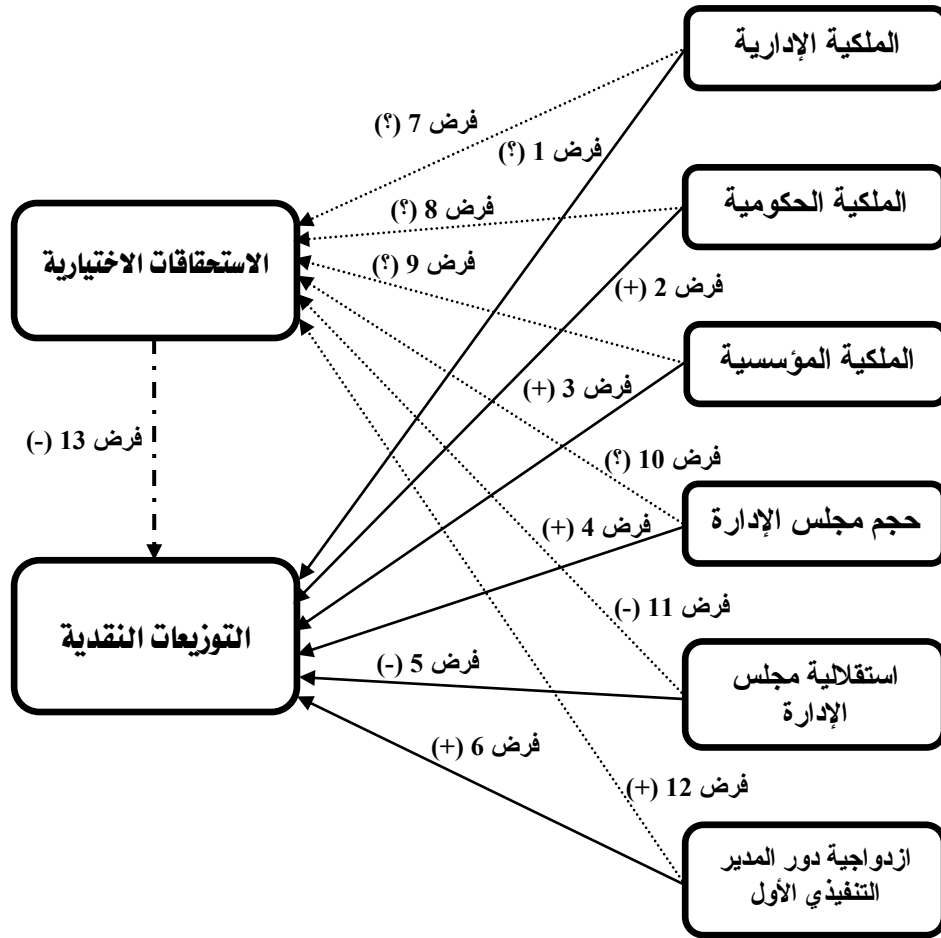 الملكية الإدارية
فرض 7 (؟)
فرض 1 (؟)
الملكية الحكومية
فرض 8 (؟)
الاستحقاقات الاختيارية
فرض 9 (؟)
فرض 2 (+)
الملكية المؤسسية
فرض 3 (+)
فرض 13 (-)
فرض 10 (؟)
حجم مجلس الإدارة
فرض 4 (+)
فرض 11 (-)
التوزيعات النقدية
فرض 5 (-)
استقلالية مجلس
الإدارة
فرض 6 (+)
فرض 12 (+)
ازدواجية دور المدير
التنفيذي الأول